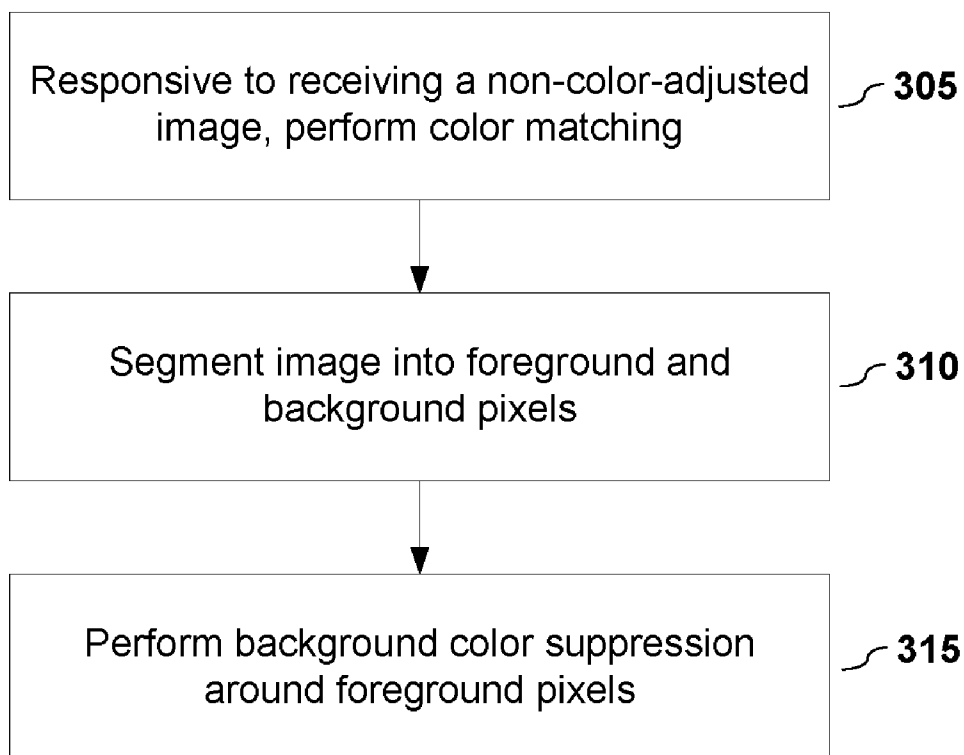 Responsive to receiving a non-color-adjusted
image, perform color matching
305
Segment image into foreground and
background pixels
310
Perform background color suppression
around foreground pixels
315